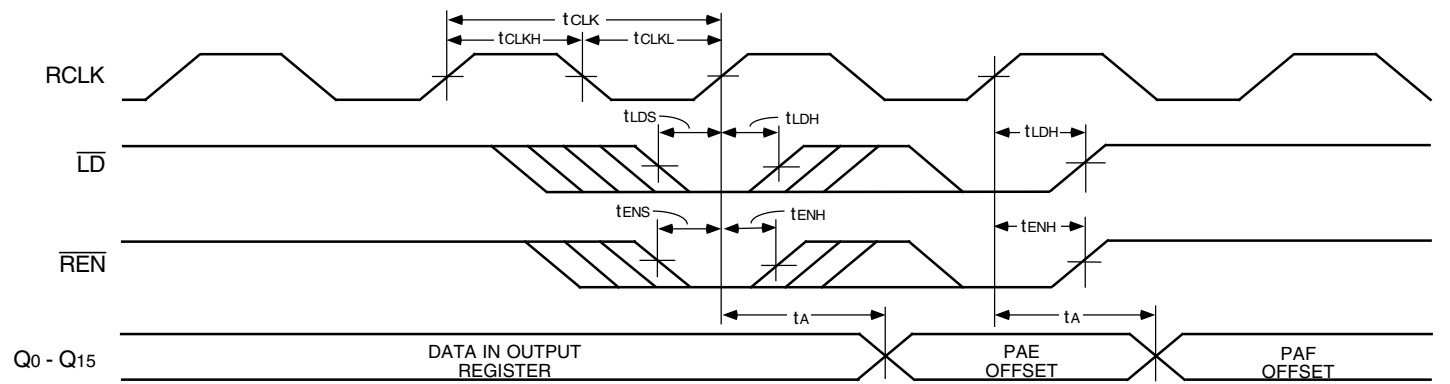 tCLK
tCLKH
tCLKL
RCLK
tLDS
tLDH
tLDH
LD
tENS
tENH
tENH
REN
tA
tA
Q0 - Q15
DATA IN OUTPUT
REGISTER
PAE
OFFSET
PAF
OFFSET